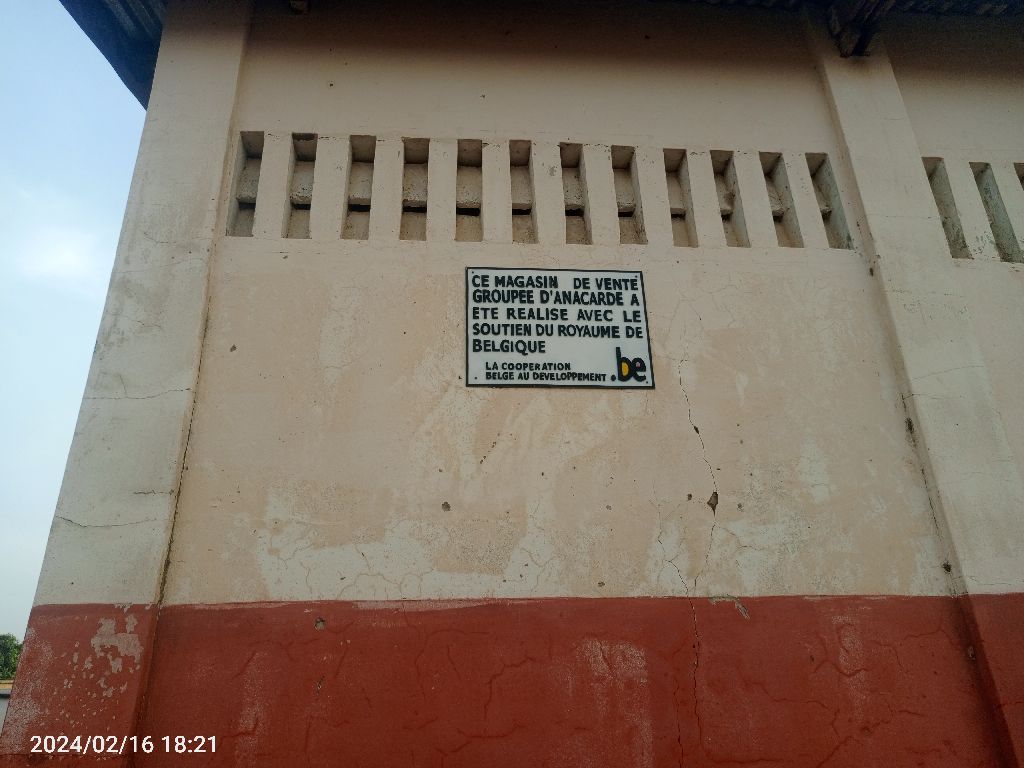 CE MAGASIN DE VENTE
GROUPEE D'ANACARDE A
ETE REALISE AVEC LE
SOUTIEN DU ROYAUME DE
BELGIQUE
LA COOPERATION
BELGE AU DEVELOPPEMENT
.be
2024/02/16 18:21